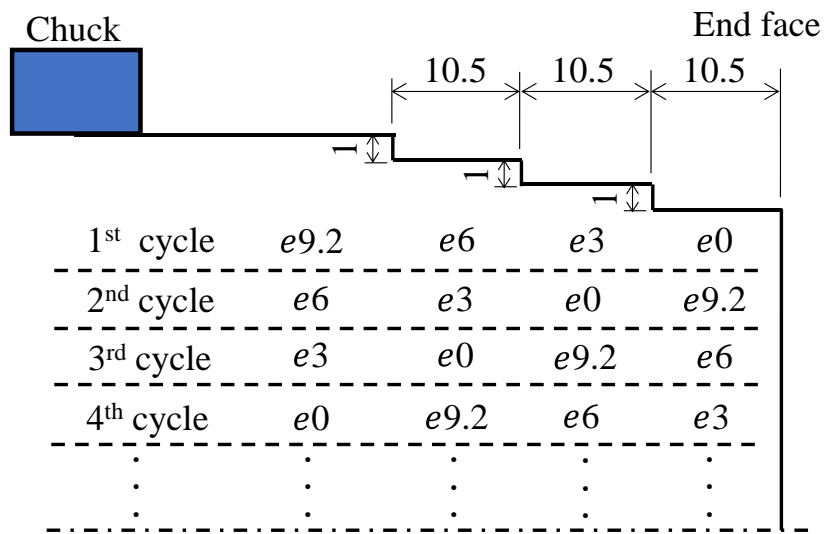 Chuck
End face
10.5 10.5 10.5
1
1
1
1st cycle e9.2 e6 e3 e0
2nd cycle e6 e3 e0 e9.2
3rd cycle e3 e0 e9.2 e6
4th cycle e0 e9.2 e6 e3